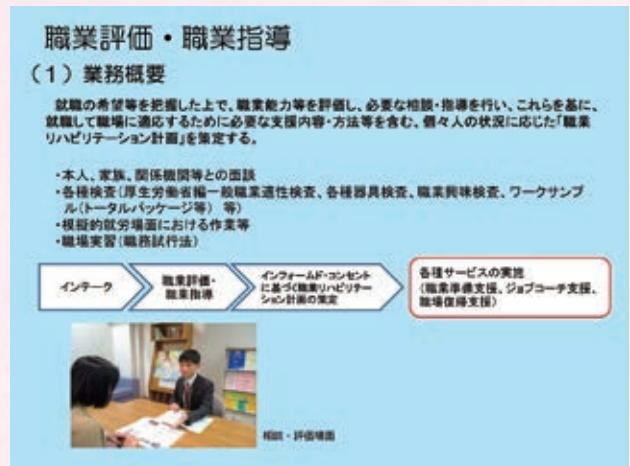 職業評価・職業指導
(1)業務概要
就職の希望等を把握した上で、職業能力等を評価し、必要な相談・指導を行い、これらを基に、
就職して職場に適応するために必要な支援内容・方法等を含む、個々人の状況に応じた「職業
リハビリテーション計画」を策定する。
・本人、家族、関係機関等との面談
・各種検査(厚生労働省編一般職業適性検査、各種器具検査、職業興味検査、ワークサンプ
ル(トータルパッケージ等) 等)
・模擬的就労場面における作業等
・職場実習(職務試行法)
インテーク
職業評価・
職業指導
インフォームド・コンセント
に基づく職業リハビリテー
ション計画の策定
各種サービスの実施
(職業準備支援、ジョブコーチ支援、
職場復帰支援)
相談・評価場面